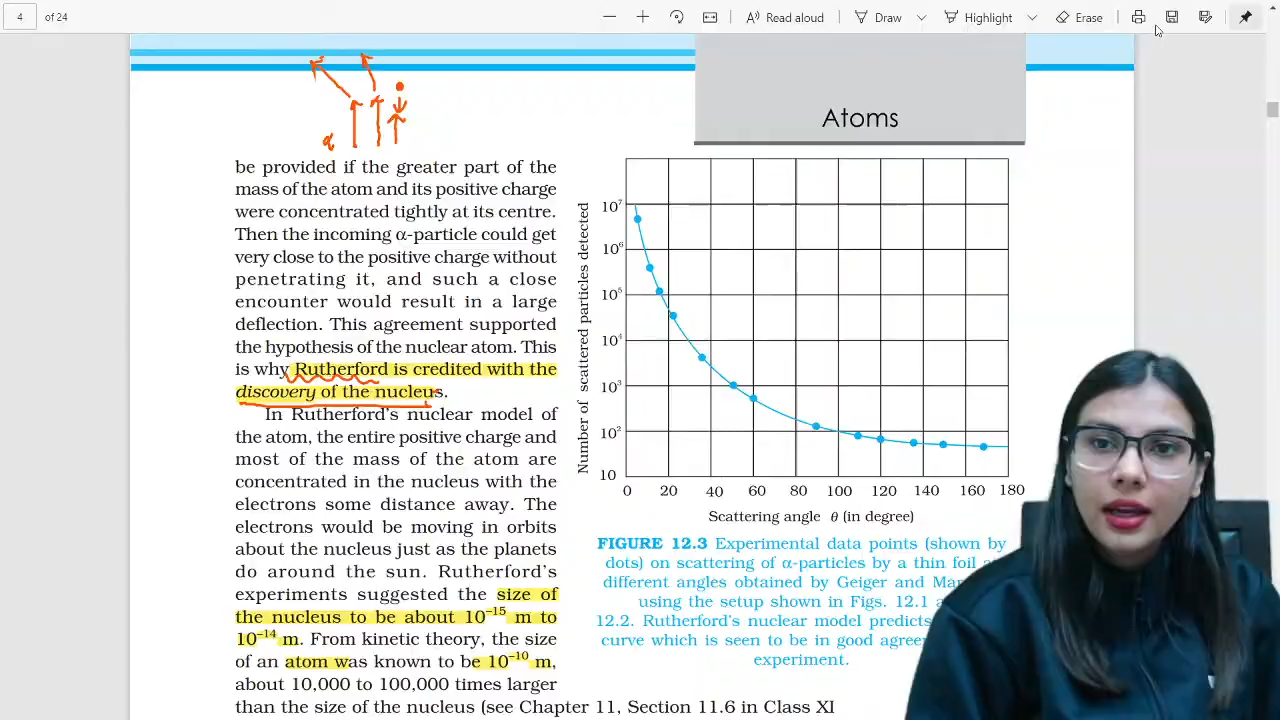 4 of 24
Read aloud
Draw
Highlight
Erase
α
Atoms
be provided if the greater part of the
mass of the atom and its positive charge
were concentrated tightly at its centre.
Then the incoming α-particle could get
very close to the positive charge without
penetrating it, and such a close
encounter would result in a large
deflection. This agreement supported
the hypothesis of the nuclear atom. This
is why Rutherford is credited with the
discovery of the nucleus.
In Rutherford's nuclear model of
the atom, the entire positive charge and
most of the mass of the atom are
concentrated in the nucleus with the
electrons some distance away. The
electrons would be moving in orbits
about the nucleus just as the planets
do around the sun. Rutherford's
experiments suggested the size of
the nucleus to be about 10⁻¹⁵ m to
10⁻¹⁴ m. From kinetic theory, the size
of an atom was known to be 10⁻¹⁰ m,
about 10,000 to 100,000 times larger
than the size of the nucleus (see Chapter 11, Section 11.6 in Class XI
Number of scattered particles detected
10⁷
10⁶
10⁵
10⁴
10³
10²
10
0 20 40 60 80 100 120 140 160 180
Scattering angle θ (in degree)
FIGURE 12.3 Experimental data points (shown by
dots) on scattering of α-particles by a thin foil
different angles obtained by Geiger and
using the setup shown in Figs. 12.1
12.2. Rutherford's nuclear model predicts
curve which is seen to be in good
experiment.